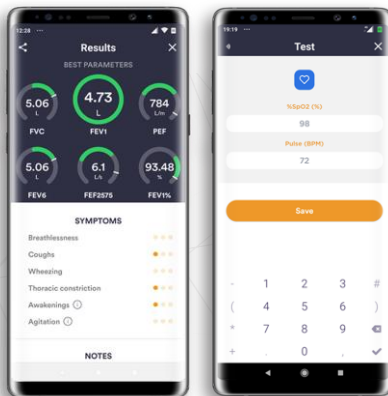 12:28
Results
BEST PARAMETERS
5.06
L
FVC
4.73
L
FEV1
784
L/m
PEF
5.06
L
FEV6
6.1
L/s
FEF2575
93.48
%
FEV1%
SYMPTOMS
Breathlessness
Coughs
Wheezing
Thoracic constriction
Awakenings
Agitation
NOTES
19:19
Test
%SpO2 (%)
98
Pulse (BPM)
72
Save
- 1 2 3 #
( 4 5 6 )
* 7 8 9
+ . 0 ,